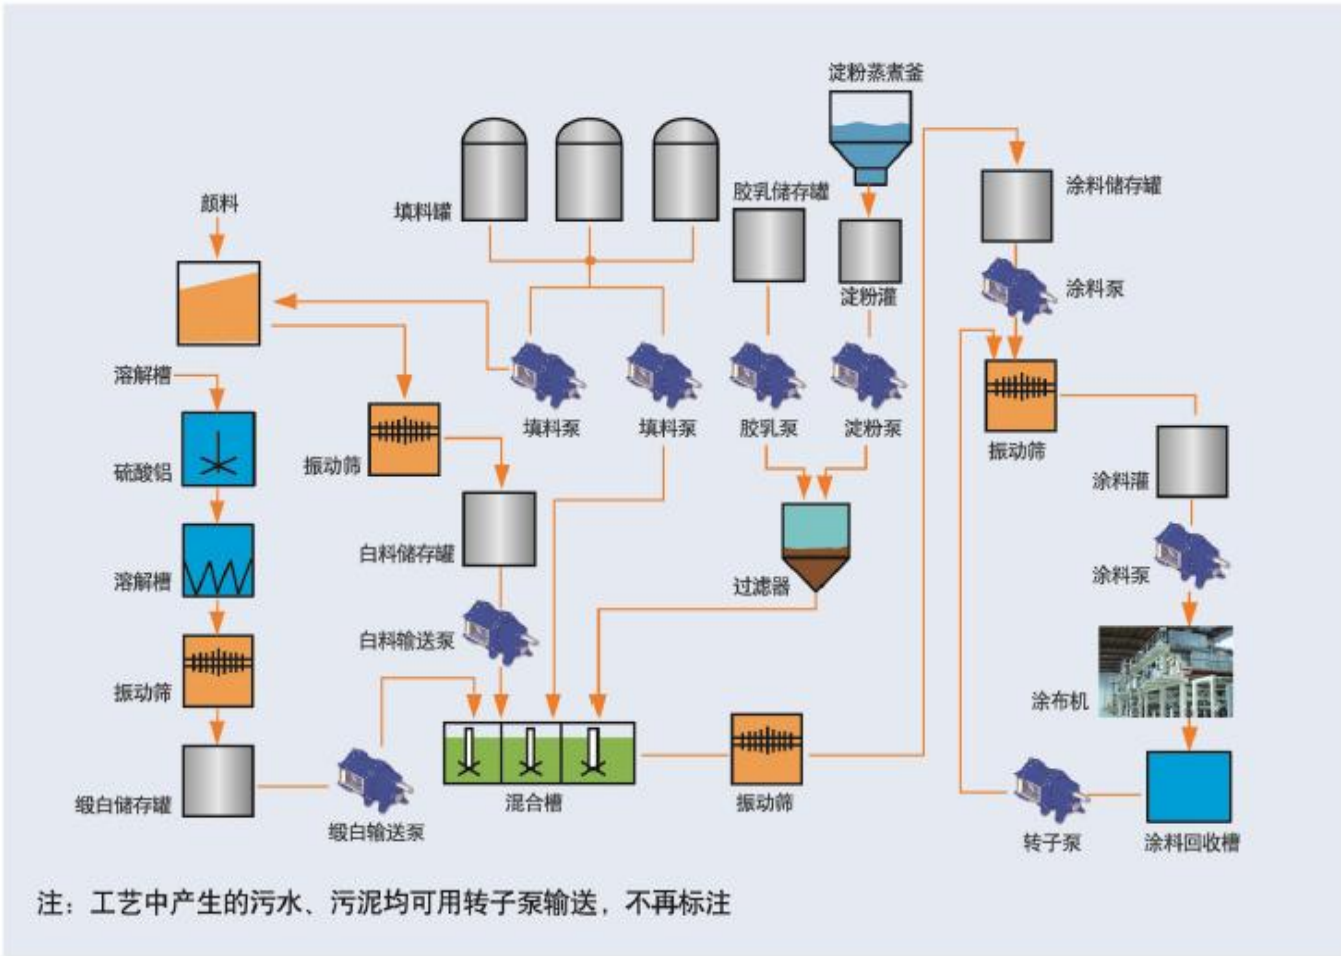 淀粉蒸煮釜
颜料
填料罐
胶乳储存罐
涂料储存罐
淀粉灌
涂料泵
溶解槽
填料泵
填料泵
胶乳泵
淀粉泵
振动筛
振动筛
硫酸铝
涂料灌
白料储存罐
溶解槽
过滤器
涂料泵
白料输送泵
振动筛
涂布机
缎白储存罐
混合槽
振动筛
缎白输送泵
转子泵
涂料回收槽
注：工艺中产生的污水、污泥均可用转子泵输送，不再标注